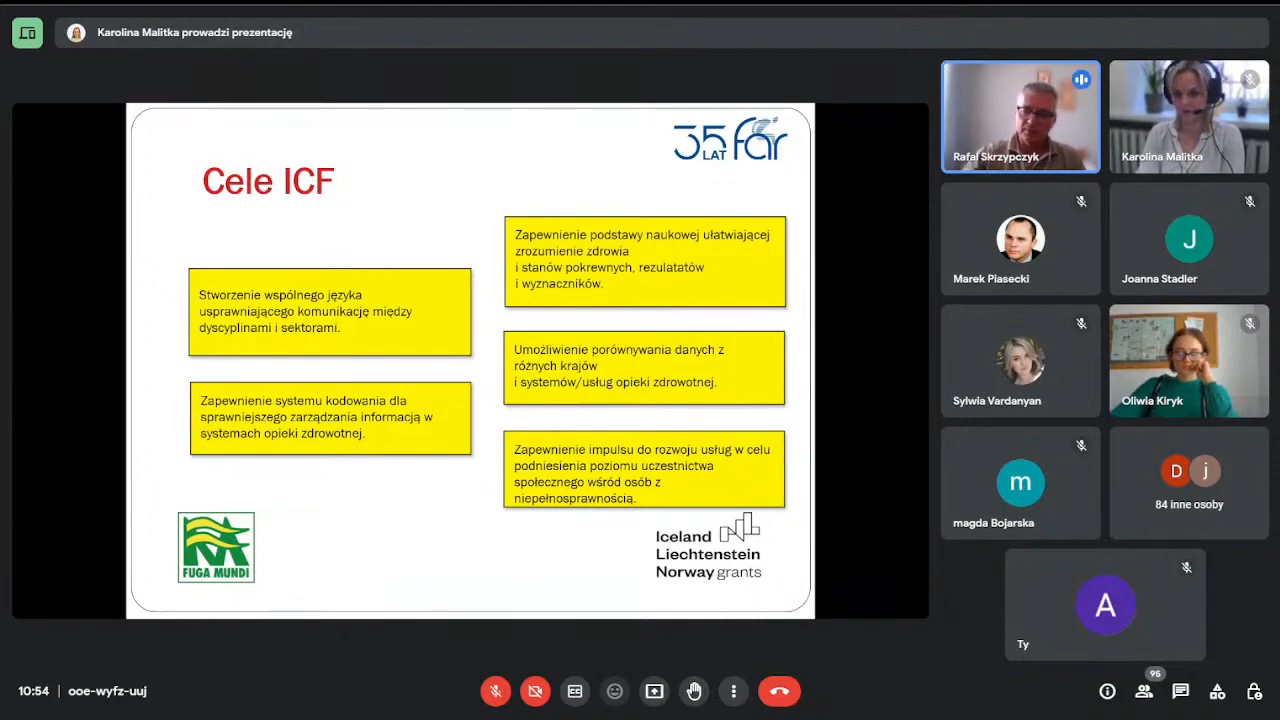 Karolina Malitka prowadzi prezentację
35 LAT far
Cele ICF
Stworzenie wspólnego języka
usprawniającego komunikację między
dyscyplinami i sektorami.
Zapewnienie systemu kodowania dla
sprawniejszego zarządzania informacją w
systemach opieki zdrowotnej.
Zapewnienie podstawy naukowej ułatwiającej
zrozumienie zdrowia
i stanów pokrewnych, rezulatatów
i wyznaczników.
Umożliwienie porównywania danych z
różnych krajów
i systemów/usług opieki zdrowotnej.
Zapewnienie impulsu do rozwoju usług w celu
podniesienia poziomu uczestnictwa
społecznego wśród osób z
niepełnosprawnością.
FUGA MUNDI
Iceland
Liechtenstein
Norway grants
Rafał Skrzypczyk
Karolina Malitka
Marek Piasecki
J
Joanna Stadler
Sylwia Vardanyan
Oliwia Kiryk
m
magda Bojarska
D j
84 inne osoby
A
Ty
10:54 | ooe-wyfz-uuj
95